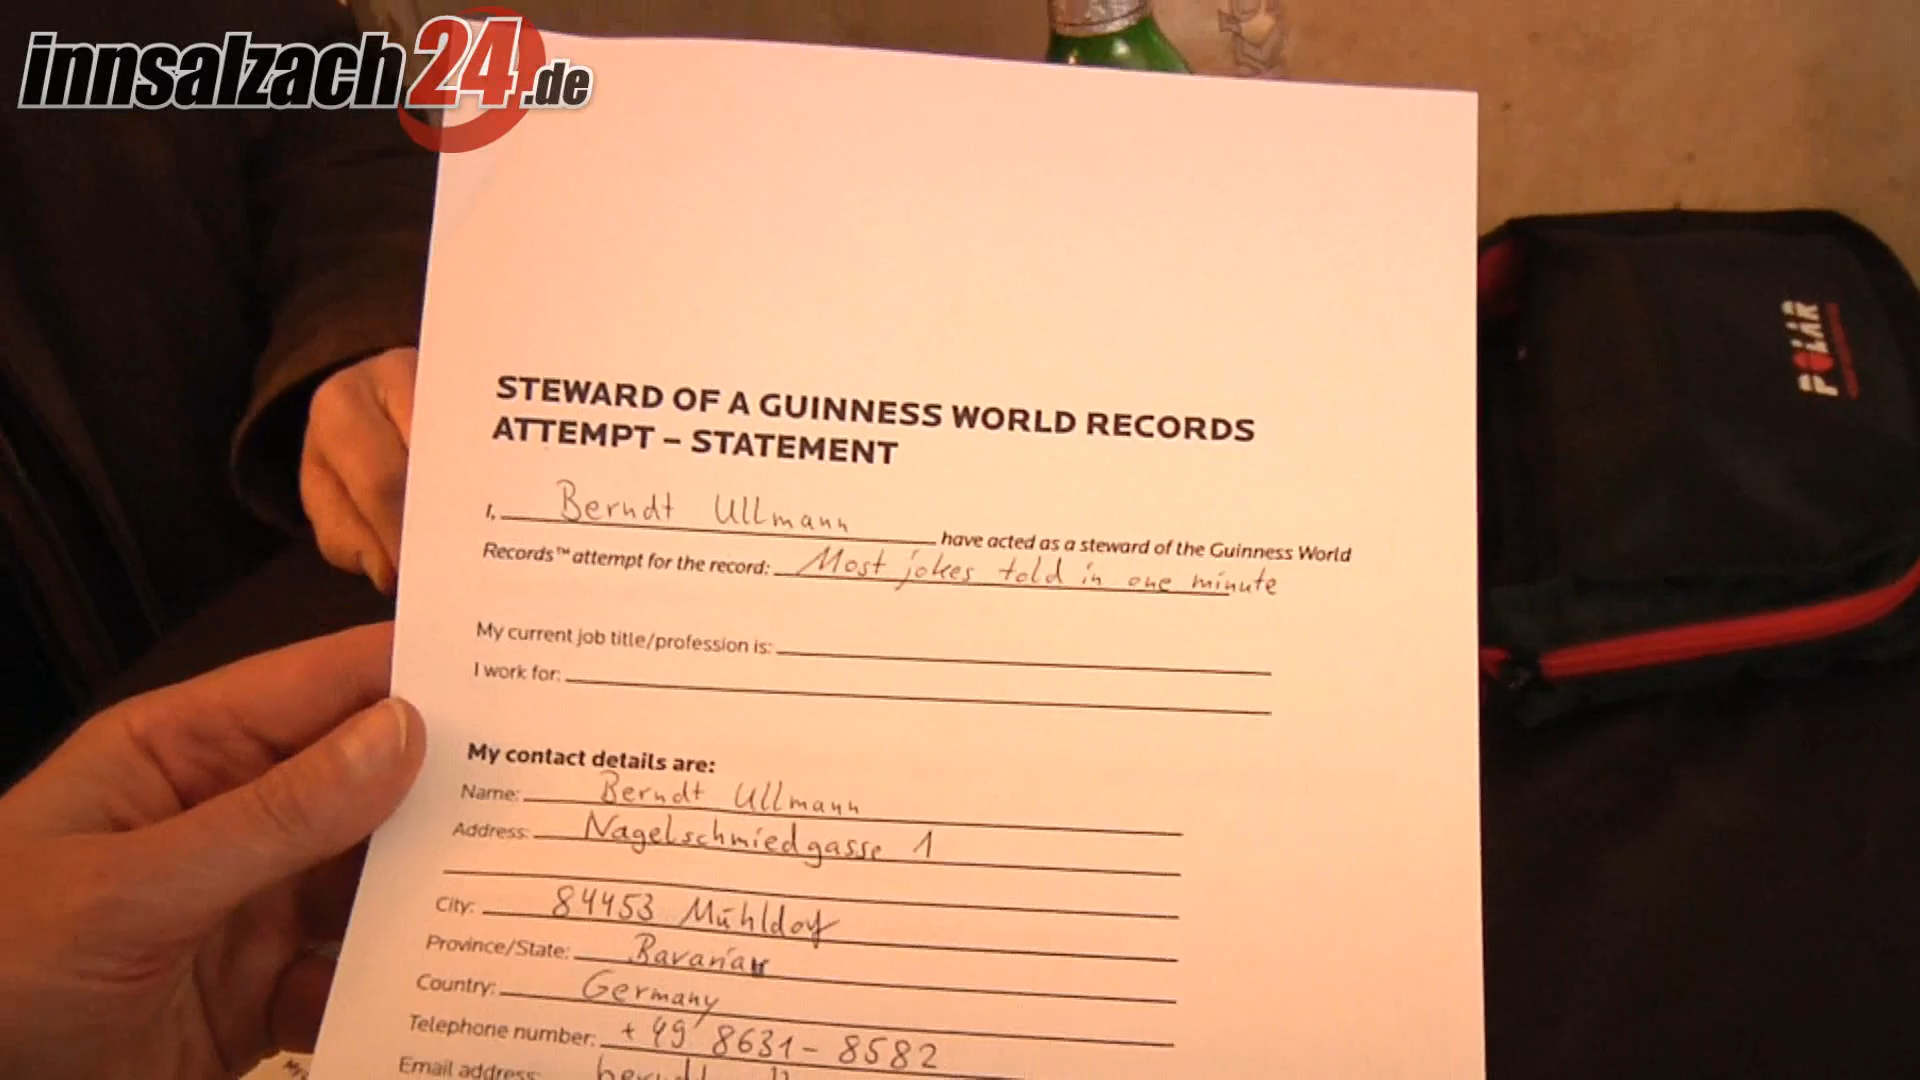 innsalzach24.de
POLAR
STEWARD OF A GUINNESS WORLD RECORDS
ATTEMPT – STATEMENT
I, Berndt Ullmann have acted as a steward of the Guinness World
Records™ attempt for the record: Most jokes told in one minute
My current job title/profession is:
I work for:
My contact details are:
Name: Berndt Ullmann
Address: Nagelschmiedgasse 1
City: 84453 Mühldorf
Province/State: Bavaria
Country: Germany
Telephone number: +49 8631-8582
Email address: